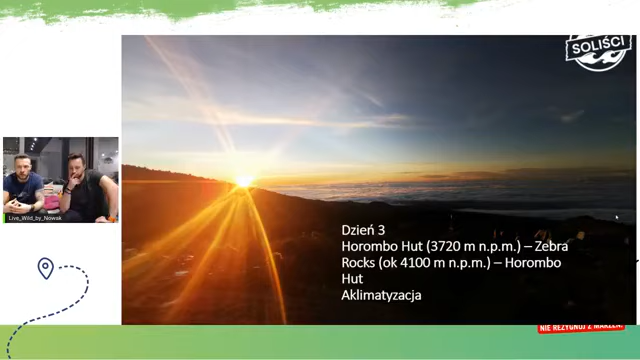 SOLIŚCI
Live_Wild_by_Nowak
Dzień 3
Horombo Hut (3720 m n.p.m.) – Zebra
Rocks (ok 4100 m n.p.m.) – Horombo
Hut
Aklimatyzacja
NIE REZYGNUJ Z MARZEŃ!